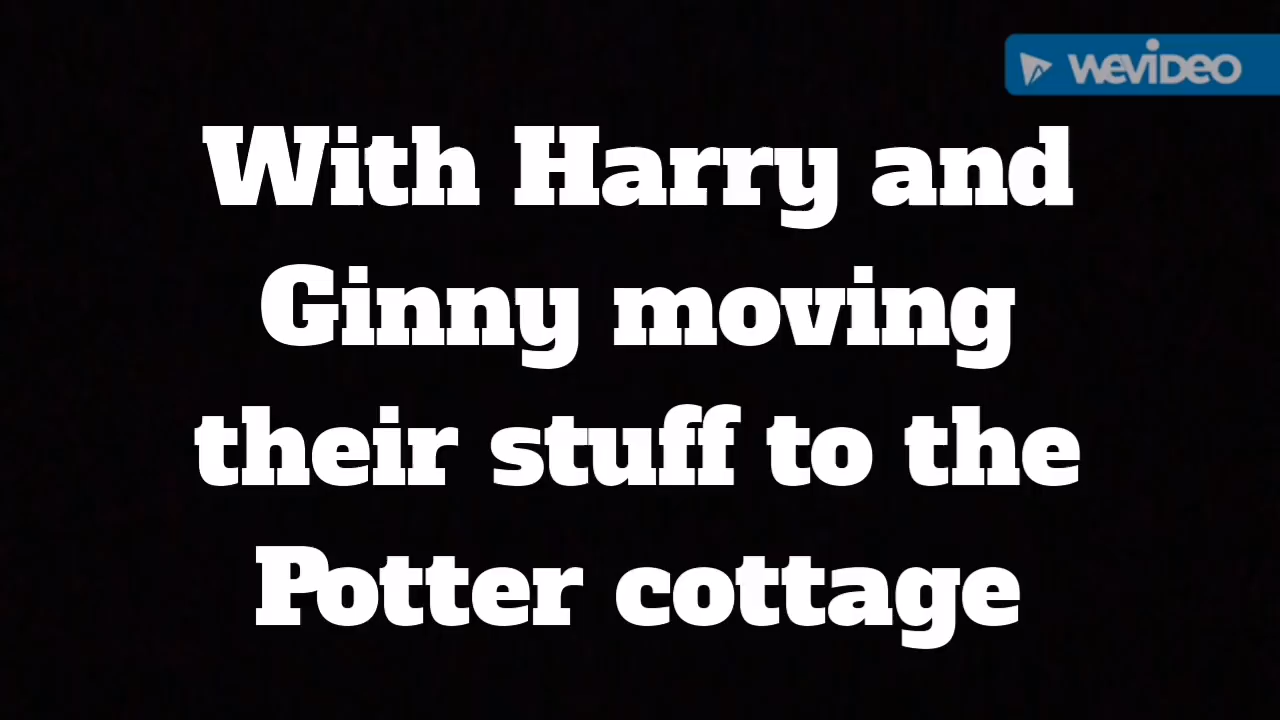 WEVIDEO
With Harry and
Ginny moving
their stuff to the
Potter cottage